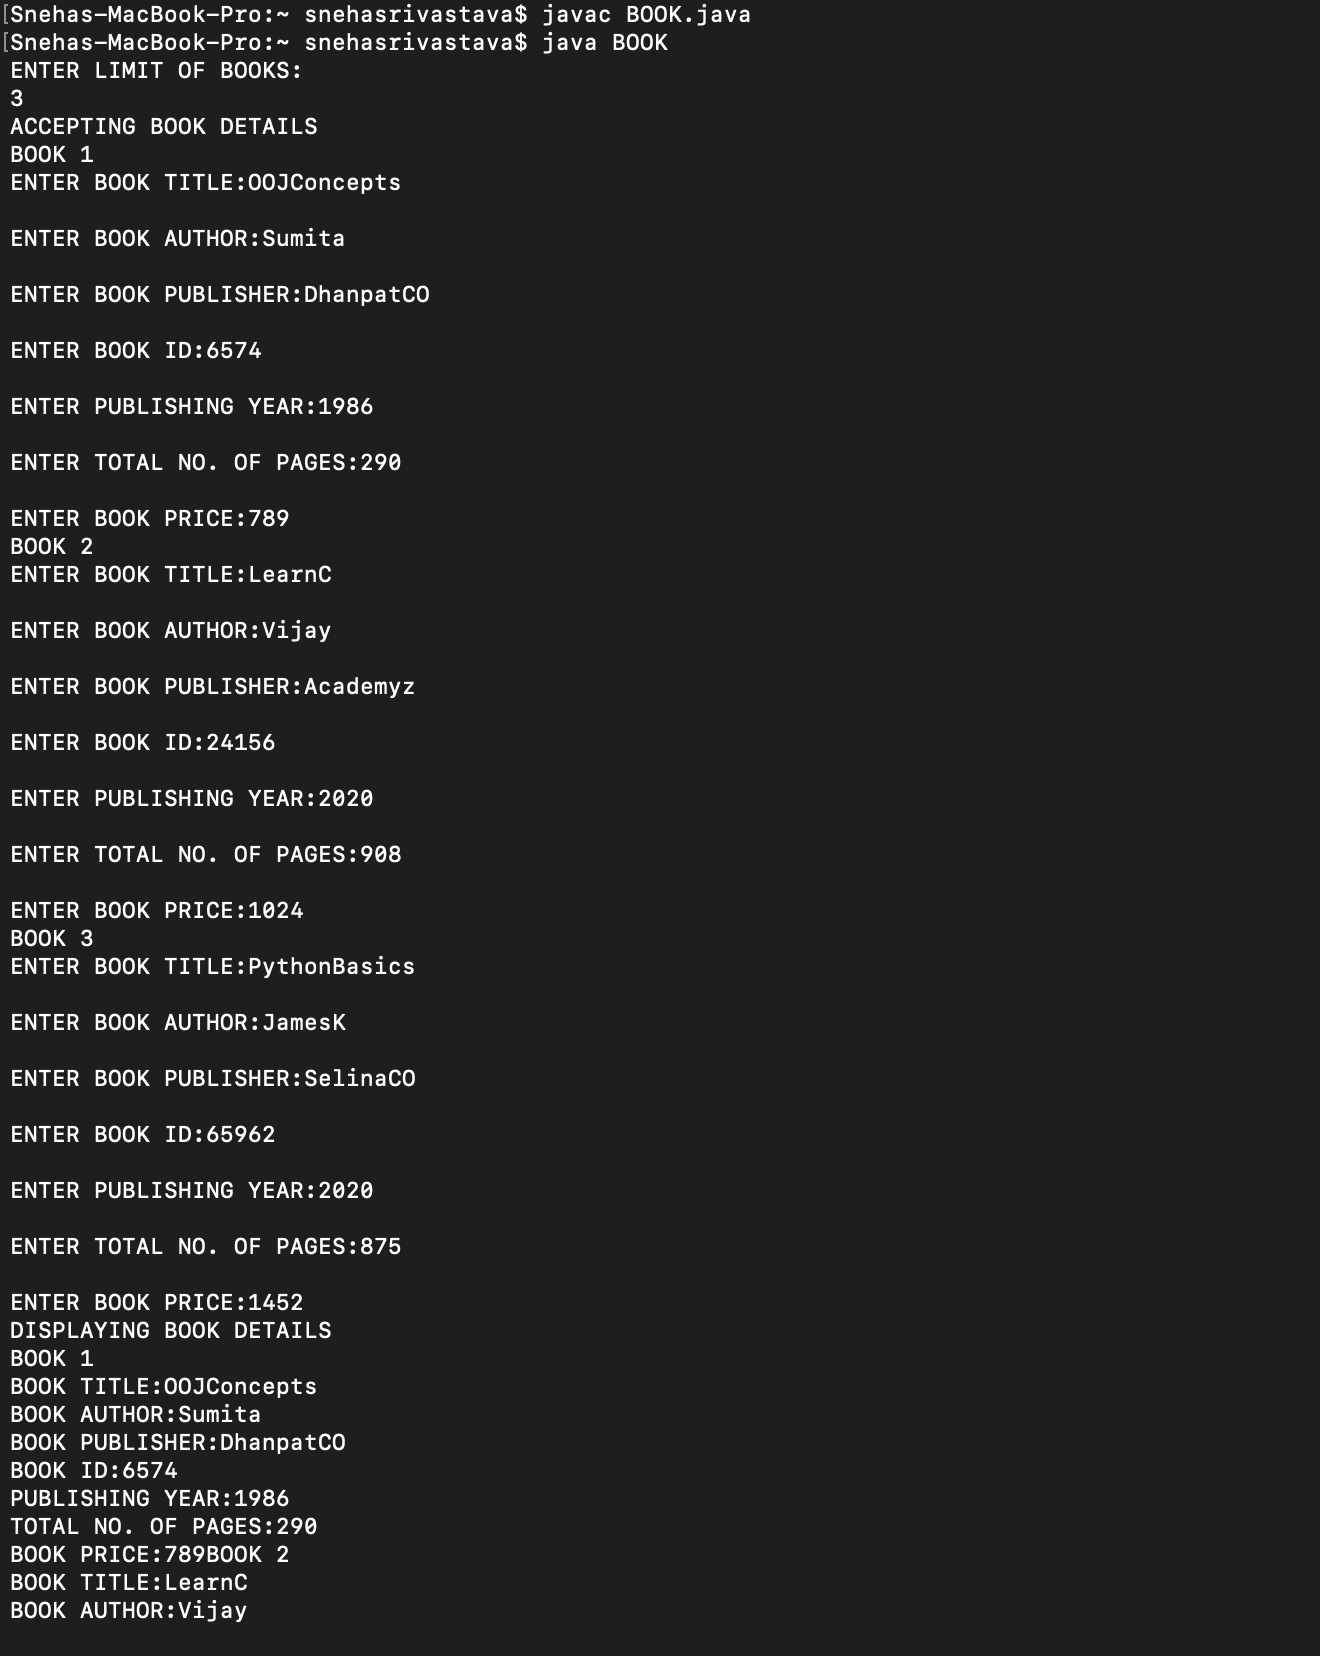 [Snehas-MacBook-Pro:~ snehasrivastava$ javac BOOK.java
[Snehas-MacBook-Pro:~ snehasrivastava$ java BOOK
ENTER LIMIT OF BOOKS:
3
ACCEPTING BOOK DETAILS
BOOK 1
ENTER BOOK TITLE:OOJConcepts
ENTER BOOK AUTHOR:Sumita
ENTER BOOK PUBLISHER:DhanpatCO
ENTER BOOK ID:6574
ENTER PUBLISHING YEAR:1986
ENTER TOTAL NO. OF PAGES:290
ENTER BOOK PRICE:789
BOOK 2
ENTER BOOK TITLE:LearnC
ENTER BOOK AUTHOR:Vijay
ENTER BOOK PUBLISHER:Academyz
ENTER BOOK ID:24156
ENTER PUBLISHING YEAR:2020
ENTER TOTAL NO. OF PAGES:908
ENTER BOOK PRICE:1024
BOOK 3
ENTER BOOK TITLE:PythonBasics
ENTER BOOK AUTHOR:JamesK
ENTER BOOK PUBLISHER:SelinaCO
ENTER BOOK ID:65962
ENTER PUBLISHING YEAR:2020
ENTER TOTAL NO. OF PAGES:875
ENTER BOOK PRICE:1452
DISPLAYING BOOK DETAILS
BOOK 1
BOOK TITLE:OOJConcepts
BOOK AUTHOR:Sumita
BOOK PUBLISHER:DhanpatCO
BOOK ID:6574
PUBLISHING YEAR:1986
TOTAL NO. OF PAGES:290
BOOK PRICE:789BOOK 2
BOOK TITLE:LearnC
BOOK AUTHOR:Vijay